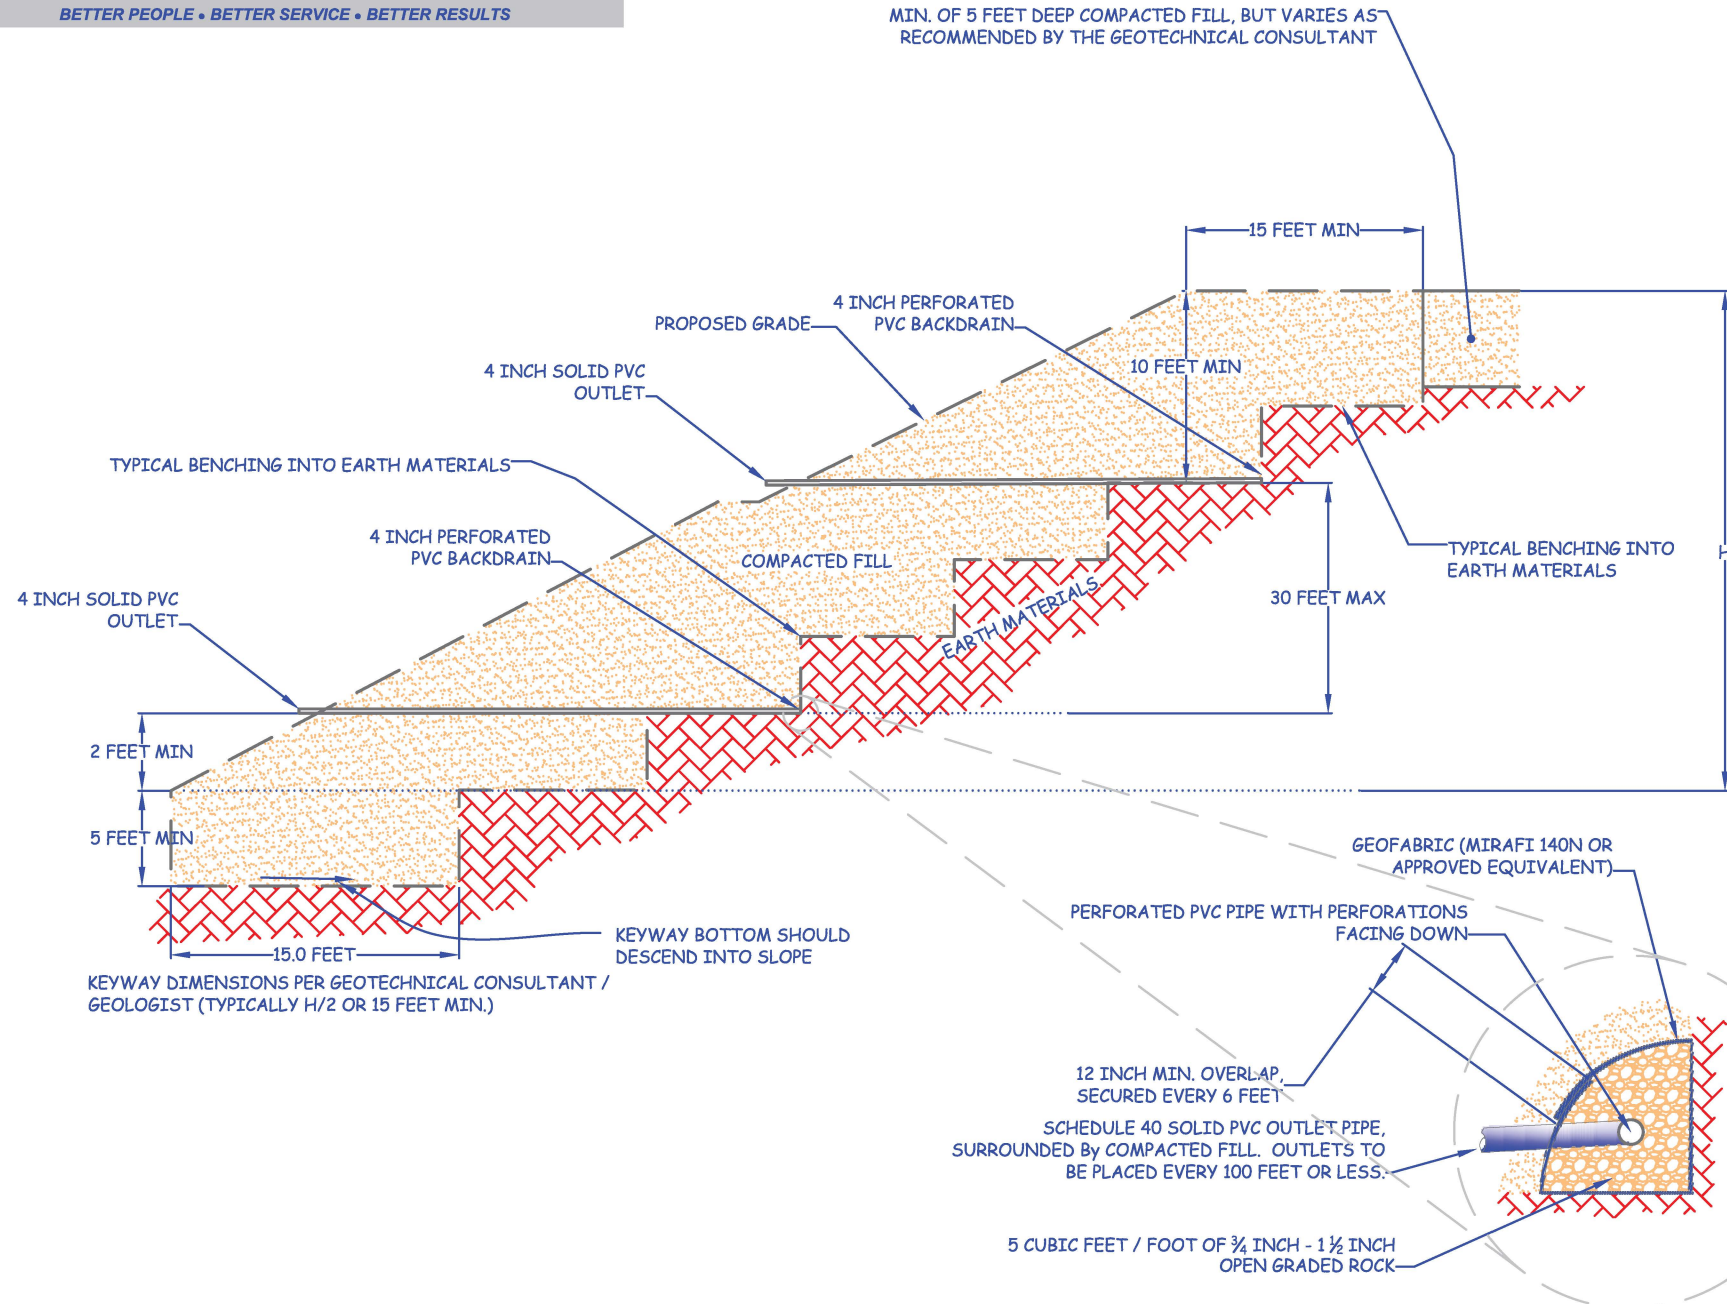 BETTER PEOPLE • BETTER SERVICE • BETTER RESULTS
MIN. OF 5 FEET DEEP COMPACTED FILL, BUT VARIES AS
RECOMMENDED BY THE GEOTECHNICAL CONSULTANT
15 FEET MIN
4 INCH PERFORATED
PVC BACKDRAIN
PROPOSED GRADE
10 FEET MIN
4 INCH SOLID PVC
OUTLET
TYPICAL BENCHING INTO EARTH MATERIALS
4 INCH PERFORATED
PVC BACKDRAIN
COMPACTED FILL
TYPICAL BENCHING INTO
EARTH MATERIALS
H
4 INCH SOLID PVC
OUTLET
EARTH MATERIALS
30 FEET MAX
2 FEET MIN
5 FEET MIN
KEYWAY BOTTOM SHOULD
DESCEND INTO SLOPE
15.0 FEET
KEYWAY DIMENSIONS PER GEOTECHNICAL CONSULTANT /
GEOLOGIST (TYPICALLY H/2 OR 15 FEET MIN.)
GEOFABRIC (MIRAFI 140N OR
APPROVED EQUIVALENT)
PERFORATED PVC PIPE WITH PERFORATIONS
FACING DOWN
12 INCH MIN. OVERLAP,
SECURED EVERY 6 FEET
SCHEDULE 40 SOLID PVC OUTLET PIPE,
SURROUNDED By COMPACTED FILL. OUTLETS TO
BE PLACED EVERY 100 FEET OR LESS.
5 CUBIC FEET / FOOT OF ¾ INCH - 1 ½ INCH
OPEN GRADED ROCK